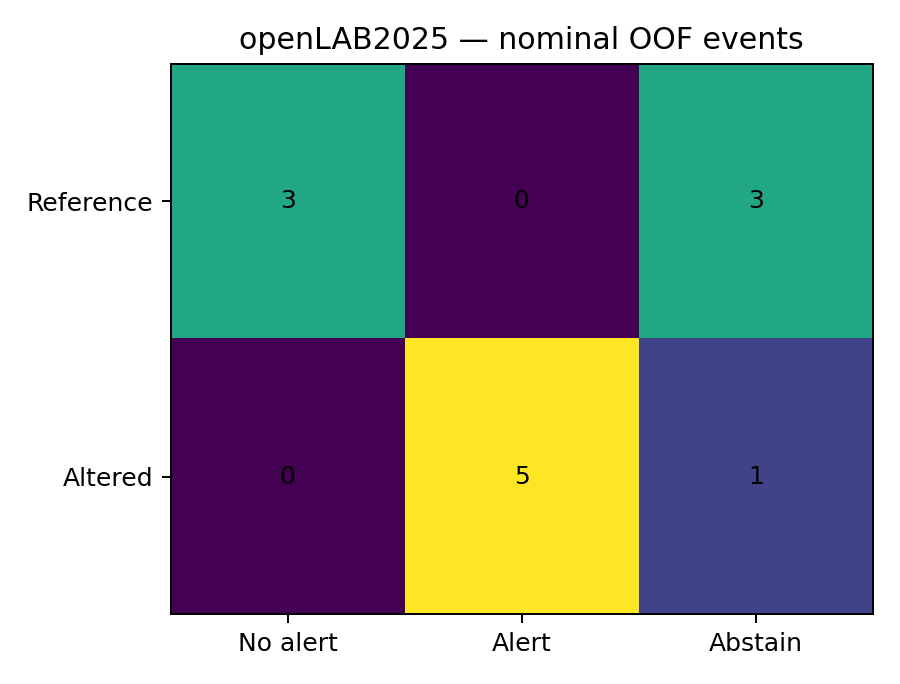 openLAB2025 — nominal OOF events
Reference 3 0 3
Altered 0 5 1
No alert Alert Abstain